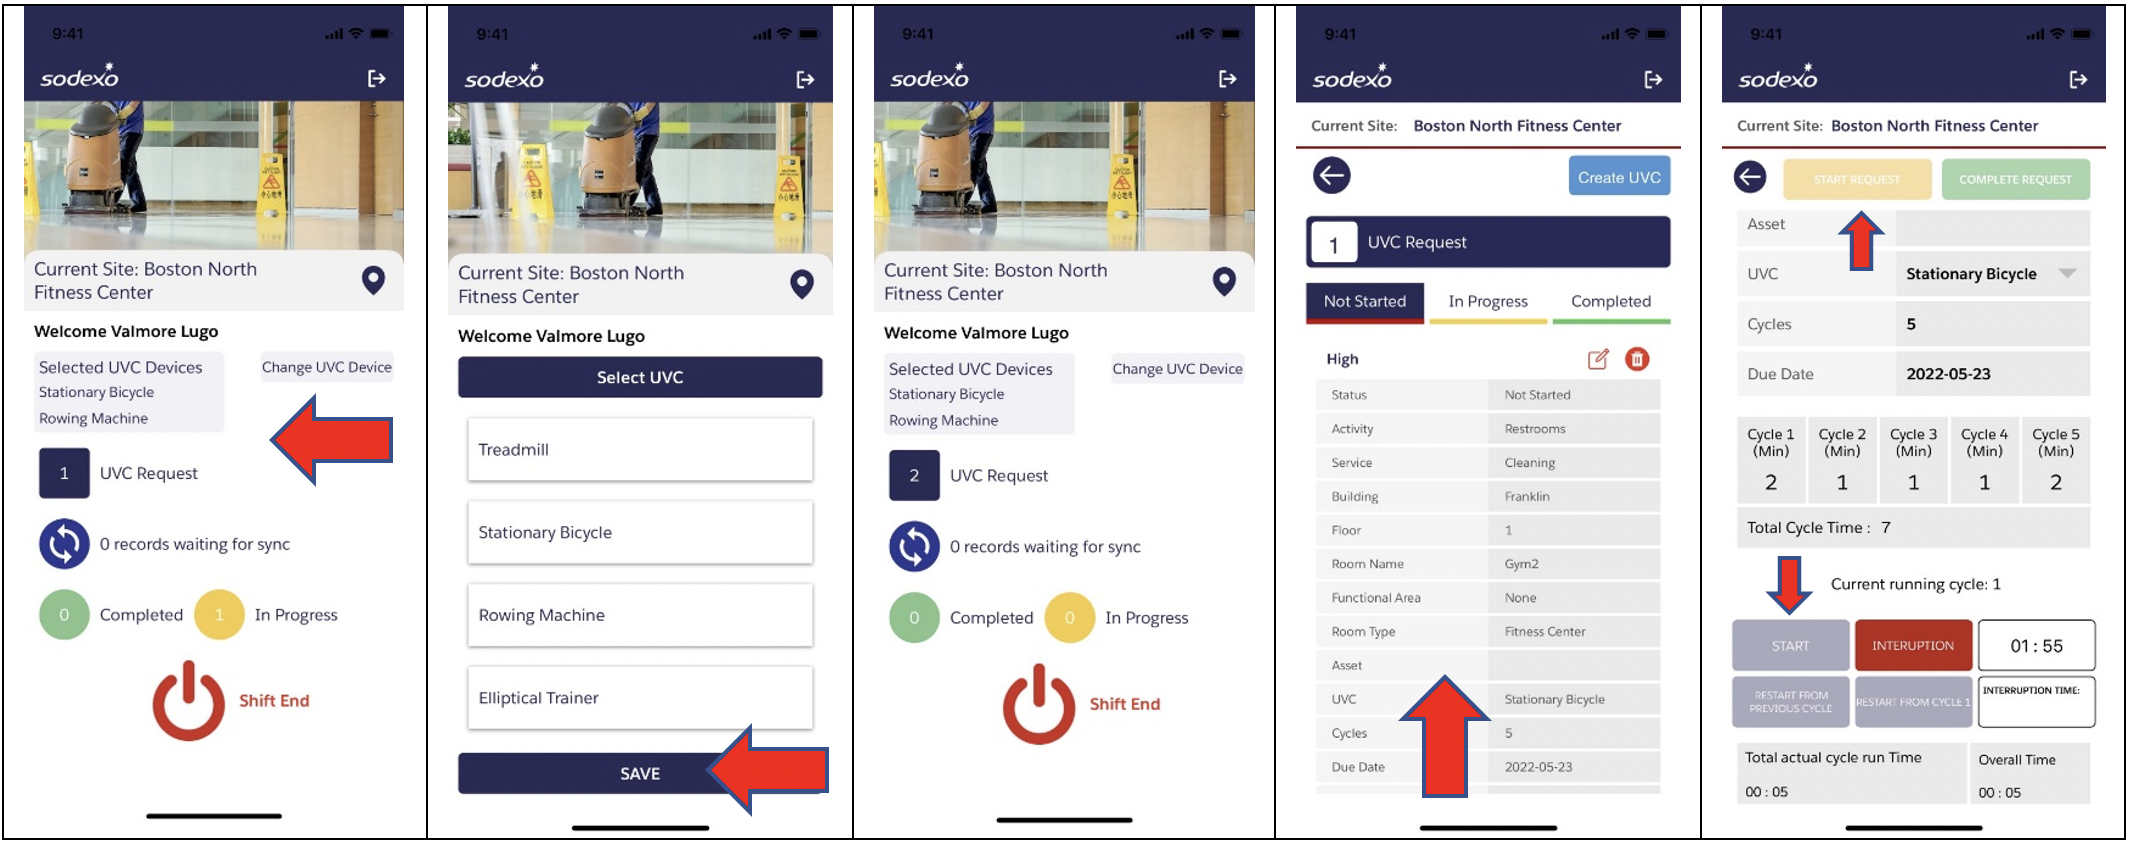 9:41
sodexo
Current Site: Boston North
Fitness Center
Welcome Valmore Lugo
Selected UVC Devices
Change UVC Device
Stationary Bicycle
Rowing Machine
1 UVC Request
0 records waiting for sync
0 Completed 1 In Progress
Shift End
9:41
sodexo
Current Site: Boston North
Fitness Center
Welcome Valmore Lugo
Select UVC
Treadmill
Stationary Bicycle
Rowing Machine
Elliptical Trainer
SAVE
9:41
sodexo
Current Site: Boston North
Fitness Center
Welcome Valmore Lugo
Selected UVC Devices
Change UVC Device
Stationary Bicycle
Rowing Machine
2 UVC Request
0 records waiting for sync
0 Completed 0 In Progress
Shift End
9:41
sodexo
Current Site: Boston North Fitness Center
Create UVC
1 UVC Request
Not Started In Progress Completed
High
Status Not Started
Activity Restrooms
Service Cleaning
Building Franklin
Floor 1
Room Name Gym2
Functional Area None
Room Type Fitness Center
Asset
UVC Stationary Bicycle
Cycles 5
Due Date 2022-05-23
9:41
sodexo
Current Site: Boston North Fitness Center
START REQUEST COMPLETE REQUEST
Asset
UVC Stationary Bicycle
Cycles 5
Due Date 2022-05-23
Cycle 1 Cycle 2 Cycle 3 Cycle 4 Cycle 5
(Min) (Min) (Min) (Min) (Min)
2 1 1 1 2
Total Cycle Time : 7
Current running cycle: 1
START INTERUPTION 01 : 55
RESTART FROM
PREVIOUS CYCLE
RESTART FROM CYCLE 1
INTERRUPTION TIME:
Total actual cycle run Time Overall Time
00 : 05 00 : 05